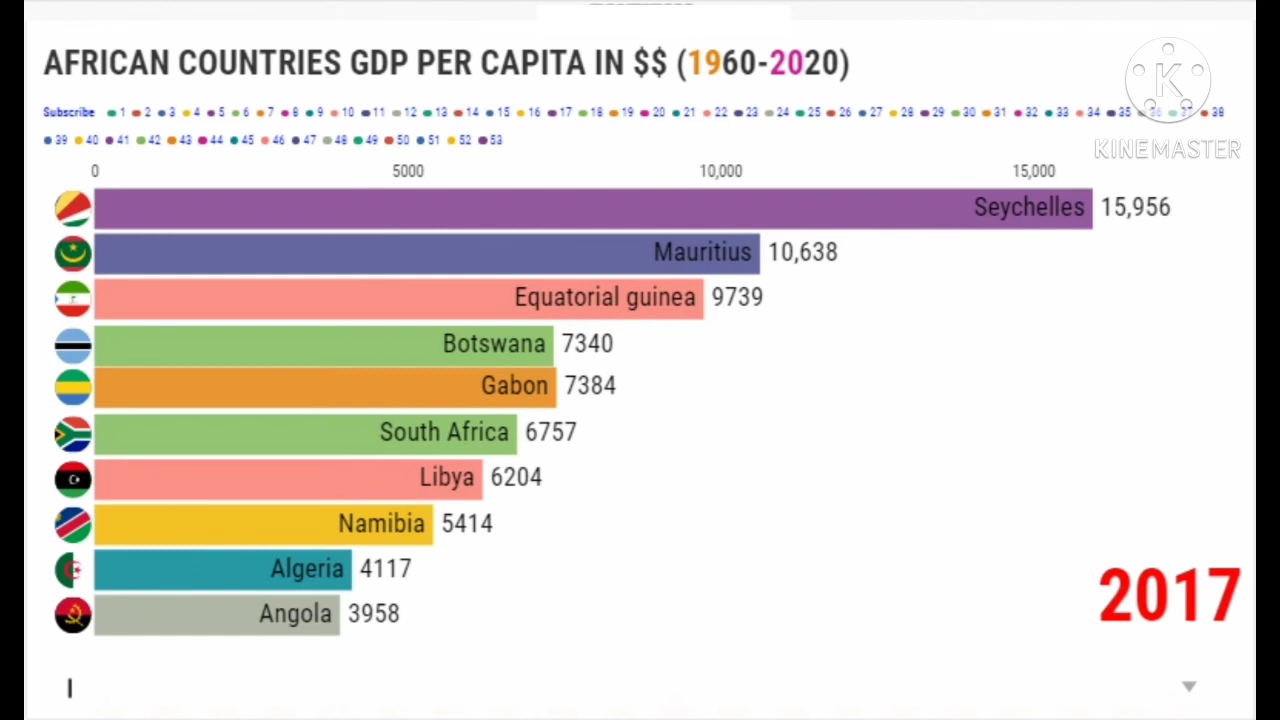 AFRICAN COUNTRIES GDP PER CAPITA IN $$ (1960-2020)
Subscribe 1 2 3 4 5 6 7 8 9 10 11 12 13 14 15 16 17 18 19 20 21 22 23 24 25 26 27 28 29 30 31 32 33 34 35 36 37 38
39 40 41 42 43 44 45 46 47 48 49 50 51 52 53
K
KINEMASTER
0 5000 10,000 15,000
Seychelles 15,956
Mauritius 10,638
Equatorial guinea 9739
Botswana 7340
Gabon 7384
South Africa 6757
Libya 6204
Namibia 5414
Algeria 4117
Angola 3958
2017